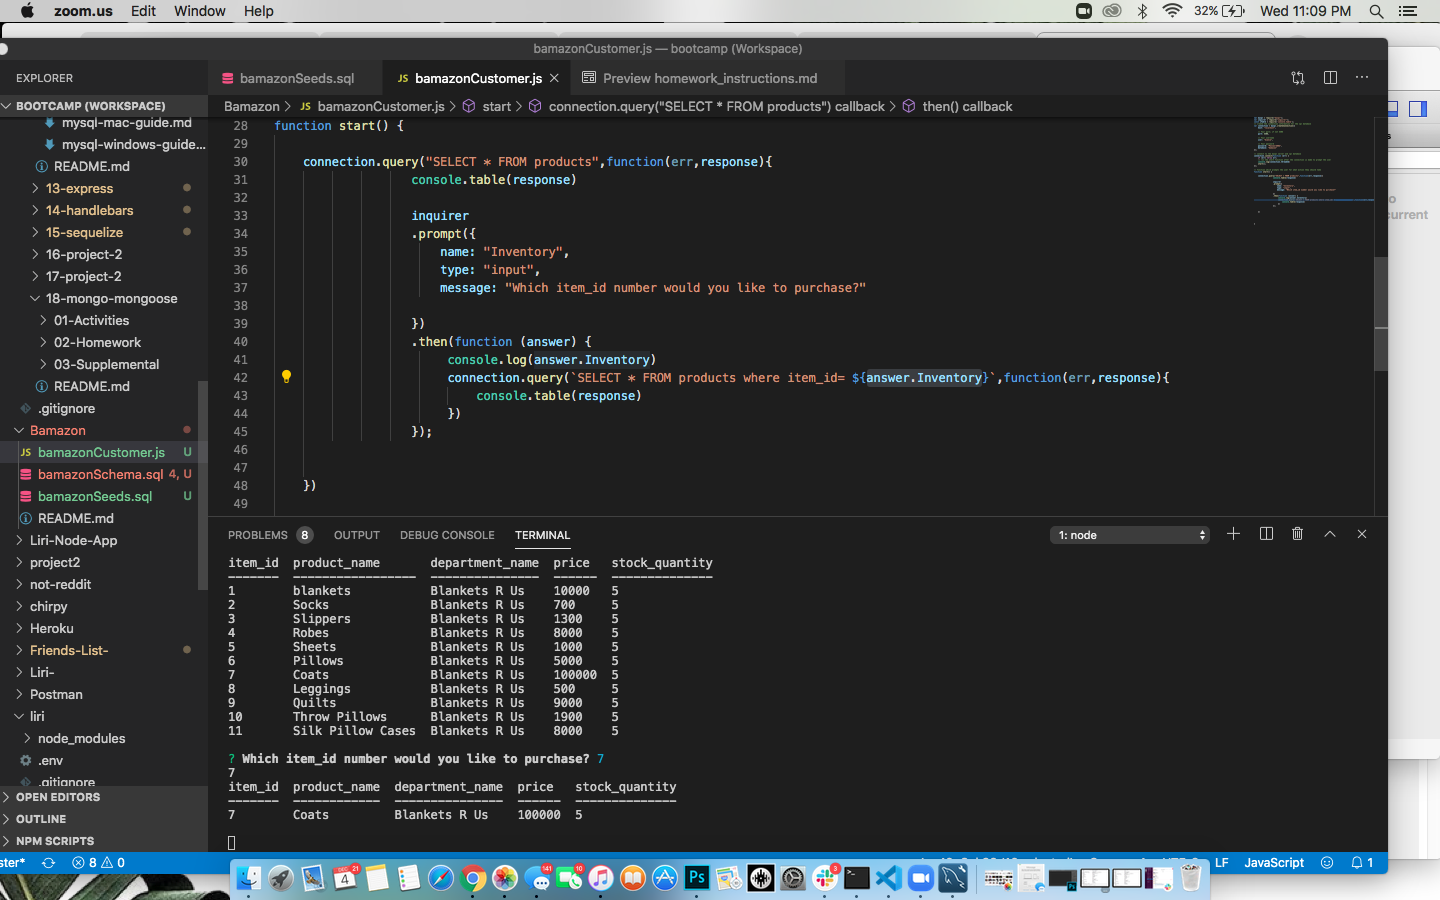 zoom.us Edit Window Help
32% Wed 11:09 PM
bamazonCustomer.js — bootcamp (Workspace)
EXPLORER
bamazonSeeds.sql
JS bamazonCustomer.js
Preview homework_instructions.md
BOOTCAMP (WORKSPACE)
Bamazon > JS bamazonCustomer.js > start > connection.query("SELECT * FROM products") callback > then() callback
mysql-mac-guide.md
mysql-windows-guide...
README.md
13-express
14-handlebars
15-sequelize
16-project-2
17-project-2
18-mongo-mongoose
01-Activities
02-Homework
03-Supplemental
README.md
.gitignore
Bamazon
JS bamazonCustomer.js U
bamazonSchema.sql 4, U
bamazonSeeds.sql U
README.md
Liri-Node-App
project2
not-reddit
chirpy
Heroku
Friends-List-
Liri-
Postman
liri
node_modules
.env
.gitignore
OPEN EDITORS
OUTLINE
NPM SCRIPTS
28 function start() {
29
30 connection.query("SELECT * FROM products",function(err,response){
31 console.table(response)
32
33 inquirer
34 .prompt({
35 name: "Inventory",
36 type: "input",
37 message: "Which item_id number would you like to purchase?"
38
39 })
40 .then(function (answer) {
41 console.log(answer.Inventory)
42 connection.query(`SELECT * FROM products where item_id= ${answer.Inventory}`,function(err,response){
43 console.table(response)
44 })
45 });
46
47
48 })
49
current
PROBLEMS 8 OUTPUT DEBUG CONSOLE TERMINAL
1: node
item_id product_name department_name price stock_quantity
------- ----------------- --------------- ------ --------------
1 blankets Blankets R Us 10000 5
2 Socks Blankets R Us 700 5
3 Slippers Blankets R Us 1300 5
4 Robes Blankets R Us 8000 5
5 Sheets Blankets R Us 1000 5
6 Pillows Blankets R Us 5000 5
7 Coats Blankets R Us 100000 5
8 Leggings Blankets R Us 500 5
9 Quilts Blankets R Us 9000 5
10 Throw Pillows Blankets R Us 1900 5
11 Silk Pillow Cases Blankets R Us 8000 5
? Which item_id number would you like to purchase? 7
7
item_id product_name department_name price stock_quantity
------- ------------ --------------- ------ --------------
7 Coats Blankets R Us 100000 5
ster* 8 0
LF JavaScript 1
DEC 4 21
141
10
Ps
3